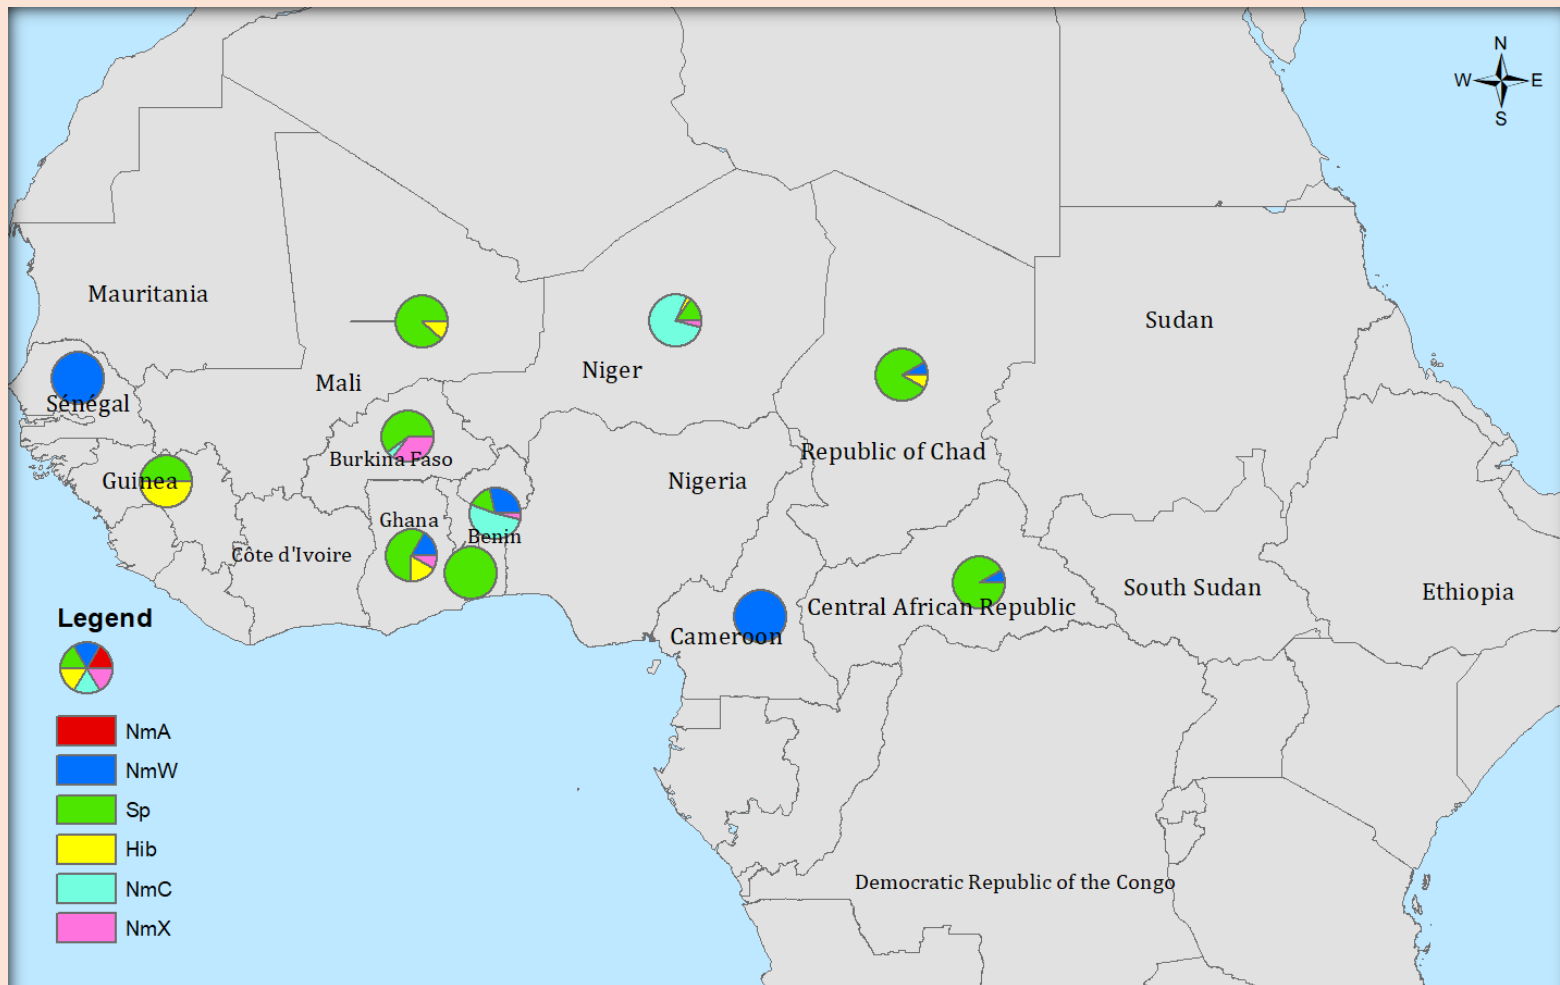 N
W E
S
Mauritania
Sudan
Niger
Mali
Sénégal
Republic of Chad
Burkina Faso
Guinea
Nigeria
Ghana
Benin
Côte d'Ivoire
South Sudan
Ethiopia
Central African Republic
Cameroon
Legend
NmA
NmW
Sp
Hib
NmC
NmX
Democratic Republic of the Congo